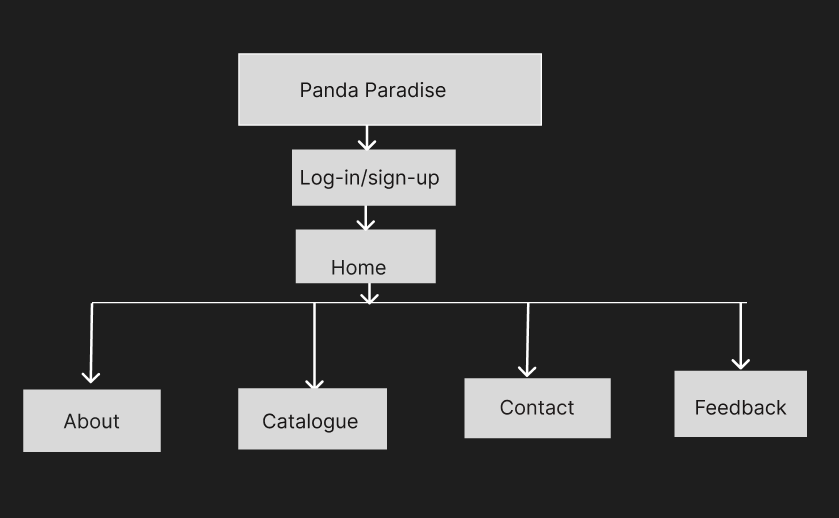 Panda Paradise
Log-in/sign-up
Home
About
Catalogue
Contact
Feedback